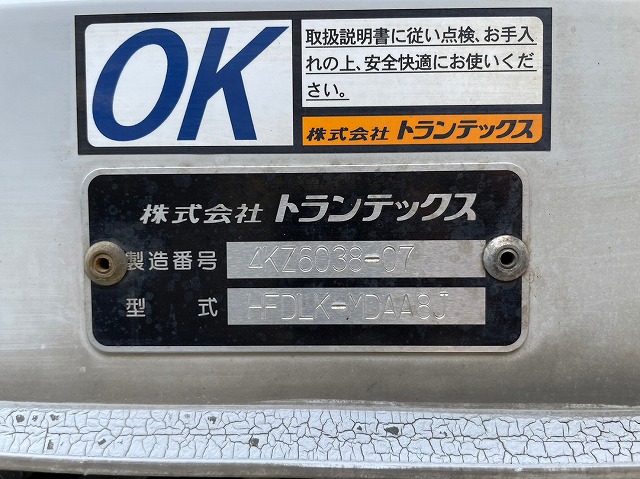 OK
取扱説明書に従い点検、お手入
れの上、安全快適にお使いくだ
さい。
株式会社 トランテックス
株式会社 トランテックス
製造番号 4KZ6038-07
型式 HFDLK-YDAA8J